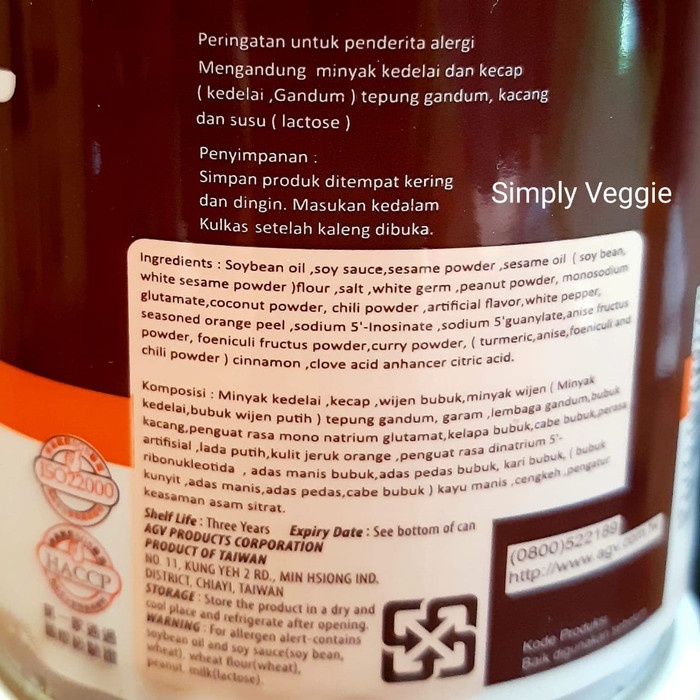 Peringatan untuk penderita alergi
Mengandung minyak kedelai dan kecap
( kedelai ,Gandum ) tepung gandum, kacang
dan susu ( lactose )
Penyimpanan :
Simpan produk ditempat kering
dan dingin. Masukan kedalam
Kulkas setelah kaleng dibuka.
Simply Veggie
Ingredients : Soybean oil ,soy sauce,sesame powder ,sesame oil ( soy bean,
white sesame powder )flour ,salt ,white germ ,peanut powder, monosodium
glutamate,coconut powder, chili powder ,artificial flavor,white pepper,
seasoned orange peel ,sodium 5'-Inosinate ,sodium 5'guanylate,anise fructus
powder, foeniculi fructus powder,curry powder, ( turmeric,anise,foeniculi and
chili powder ) cinnamon ,clove acid anhancer citric acid.
Komposisi : Minyak kedelai ,kecap ,wijen bubuk,minyak wijen ( Minyak
kedelai,bubuk wijen putih ) tepung gandum, garam ,lembaga gandum,bubuk
kacang,penguat rasa mono natrium glutamat,kelapa bubuk,cabe bubuk,perasa
artifisial ,lada putih,kulit jeruk orange ,penguat rasa dinatrium 5'-
ribonukleotida , adas manis bubuk,adas pedas bubuk, kari bubuk, ( bubuk
kunyit ,adas manis,adas pedas,cabe bubuk ) kayu manis ,cengkeh ,pengatur
keasaman asam sitrat.
Shelf Life : Three Years Expiry Date : See bottom of can
AGV PRODUCTS CORPORATION
PRODUCT OF TAIWAN
NO. 11, KUNG YEH 2 RD., MIN HSIONG IND.
DISTRICT, CHIAYI, TAIWAN
STORAGE : Store the product in a dry and
cool place and refrigerate after opening.
WARNING : For allergen alert-contains
soybean oil and soy sauce(soy bean,
wheat). wheat flour(wheat),
peanut. milk(lactose).
ISO22000
HACCP
(0800)522189
http://www.agv.com.tw
Kode Produksi
Baik digunakan sebelum